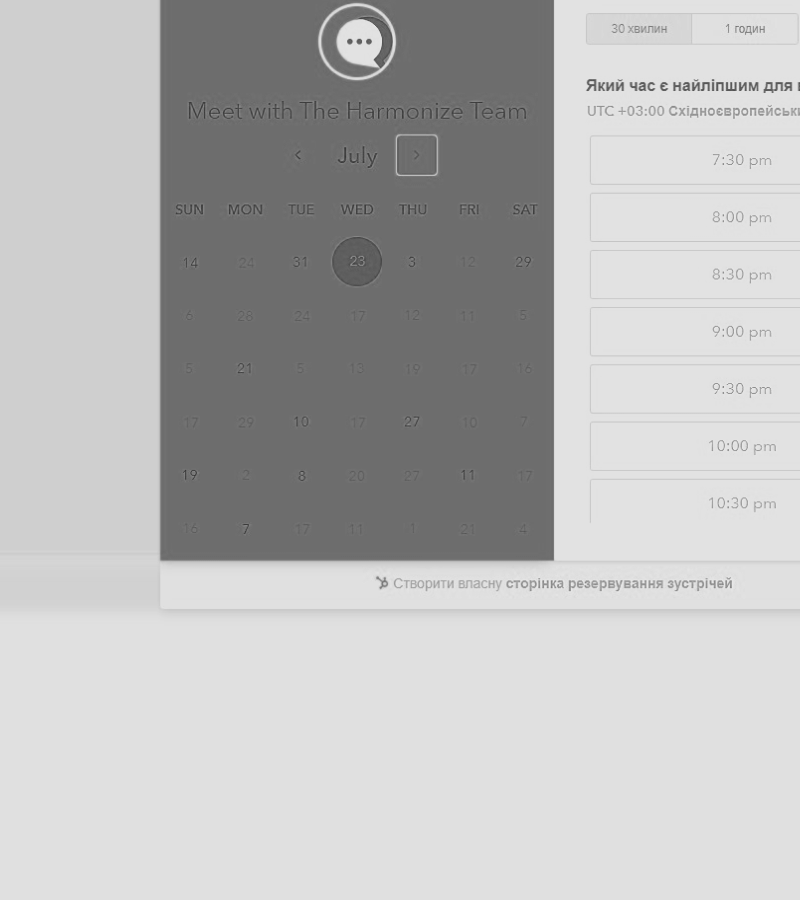 Meet with The Harmonize Team
July
SUN MON TUE WED THU FRI SAT
14 24 31 23 3 12 29
6 28 24 17 12 11 5
5 21 5 13 19 17 16
17 29 10 17 27 10 7
19 2 8 20 27 11 17
16 7 17 11 1 21 4
30 хвилин 1 годин
Який час є найліпшим для
UTC +03:00
7:30 pm
8:00 pm
8:30 pm
9:00 pm
9:30 pm
10:00 pm
10:30 pm
Створити власну сторінка резервування зустрічей